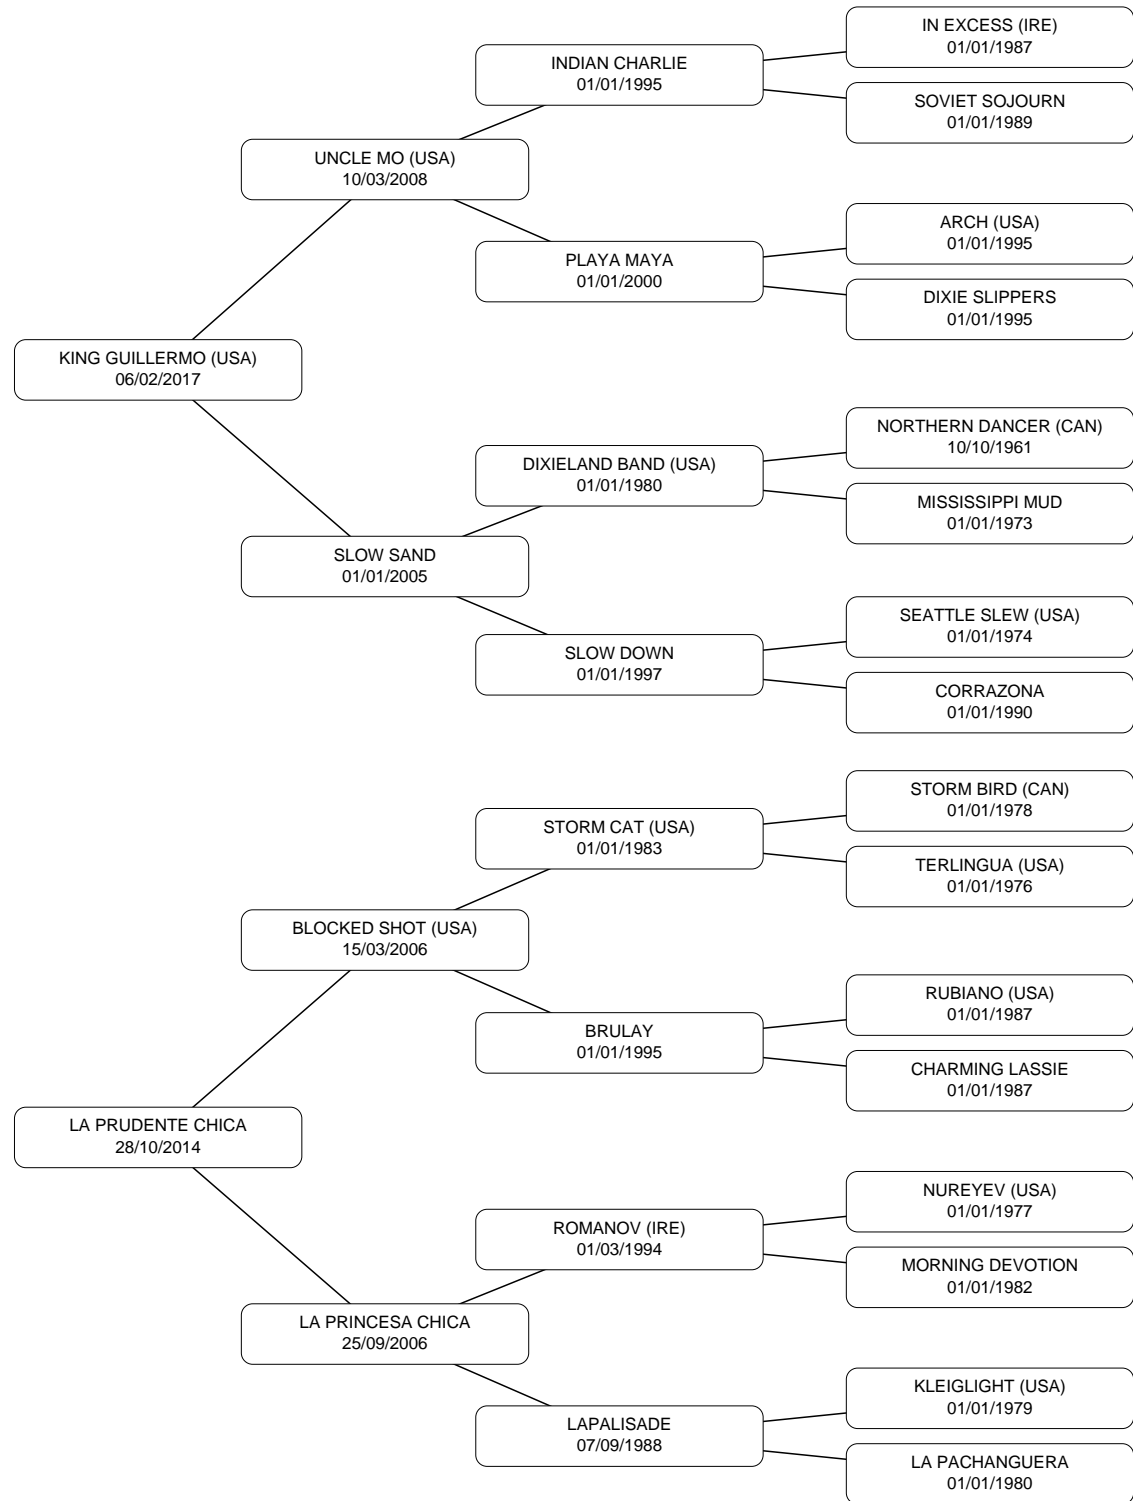 IN EXCESS (IRE)
01/01/1987
INDIAN CHARLIE
01/01/1995
SOVIET SOJOURN
01/01/1989
UNCLE MO (USA)
10/03/2008
ARCH (USA)
01/01/1995
PLAYA MAYA
01/01/2000
DIXIE SLIPPERS
01/01/1995
KING GUILLERMO (USA)
06/02/2017
NORTHERN DANCER (CAN)
10/10/1961
DIXIELAND BAND (USA)
01/01/1980
MISSISSIPPI MUD
01/01/1973
SLOW SAND
01/01/2005
SEATTLE SLEW (USA)
01/01/1974
SLOW DOWN
01/01/1997
CORRAZONA
01/01/1990
STORM BIRD (CAN)
01/01/1978
STORM CAT (USA)
01/01/1983
TERLINGUA (USA)
01/01/1976
BLOCKED SHOT (USA)
15/03/2006
RUBIANO (USA)
01/01/1987
BRULAY
01/01/1995
CHARMING LASSIE
01/01/1987
LA PRUDENTE CHICA
28/10/2014
NUREYEV (USA)
01/01/1977
ROMANOV (IRE)
01/03/1994
MORNING DEVOTION
01/01/1982
LA PRINCESA CHICA
25/09/2006
KLEIGLIGHT (USA)
01/01/1979
LAPALISADE
07/09/1988
LA PACHANGUERA
01/01/1980